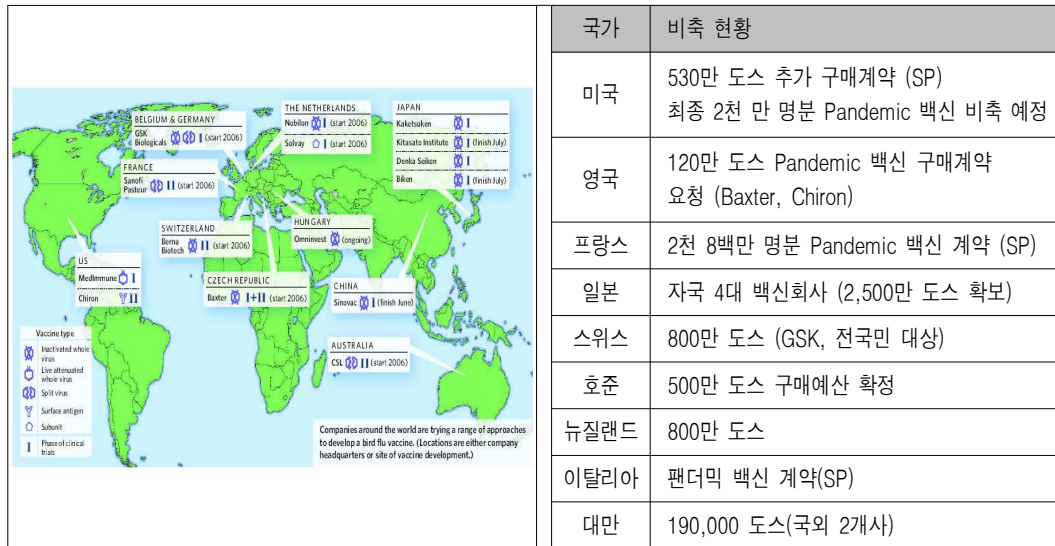 BELGIUM & GERMANY
GSK
Biologicals I (start 2006)
THE NETHERLANDS
Nobilon I (start 2006)
Solvay I (start 2006)
JAPAN
Kaketsuken I
Kitasato Institute I (finish July)
Denka Seiken I
Biken I (finish July)
FRANCE
Sanofi
Pasteur II (start 2006)
SWITZERLAND
Berna
Biotech II (start 2006)
HUNGARY
Omninvest (ongoing)
US
MedImmune I
Chiron II
CZECH REPUBLIC
Baxter I+II (start 2006)
CHINA
Sinovac I (finish June)
AUSTRALIA
CSL II (start 2006)
Vaccine type
Inactivated whole
virus
Live attenuated
whole virus
Split virus
Surface antigen
Subunit
I Phase of clinical
trials
Companies around the world are trying a range of approaches
to develop a bird flu vaccine. (Locations are either company
headquarters or site of vaccine development.)
국가 비축 현황
미국 530만 도스 추가 구매계약 (SP)
최종 2천 만 명분 Pandemic 백신 비축 예정
영국 120만 도스 Pandemic 백신 구매계약
요청 (Baxter, Chiron)
프랑스 2천 8백만 명분 Pandemic 백신 계약 (SP)
일본 자국 4대 백신회사 (2,500만 도스 확보)
스위스 800만 도스 (GSK, 전국민 대상)
호준 500만 도스 구매예산 확정
뉴질랜드 800만 도스
이탈리아 팬더믹 백신 계약(SP)
대만 190,000 도스(국외 2개사)